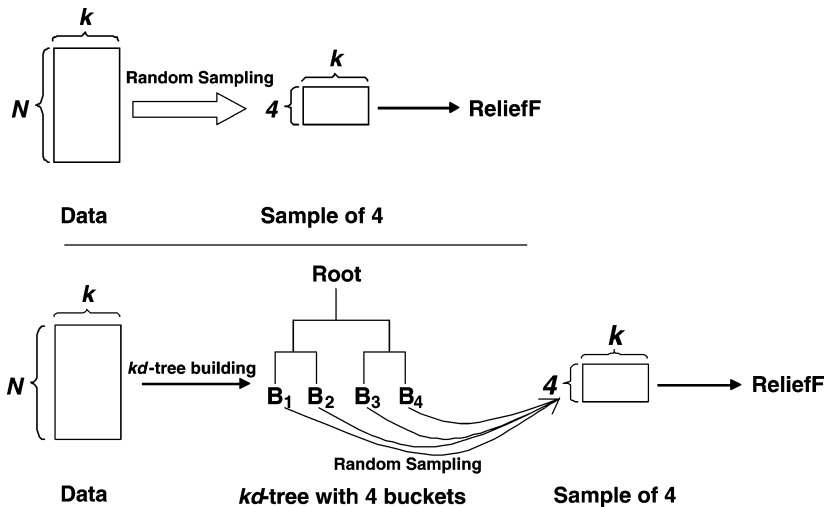 k
N
Random Sampling
k
4
ReliefF
Data
Sample of 4
Root
k
N
kd-tree building
B1 B2 B3 B4
Random Sampling
k
4
ReliefF
Data
kd-tree with 4 buckets
Sample of 4